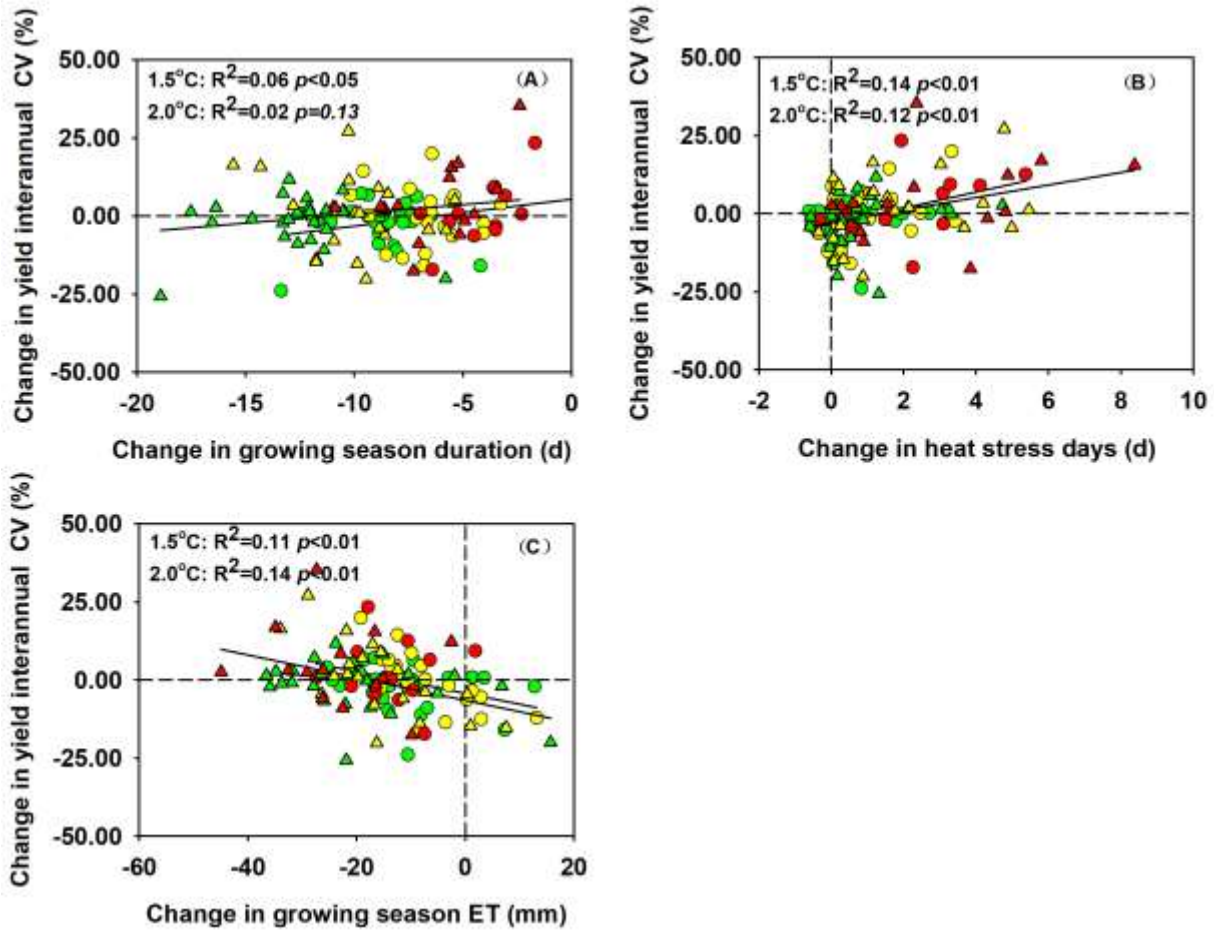 Change in yield interannual CV (%)
50.00
25.00
0.00
-25.00
-50.00
1.5°C: R²=0.06 p<0.05
2.0°C: R²=0.02 p=0.13
(A)
-20 -15 -10 -5 0
Change in growing season duration (d)
Change in yield interannual CV (%)
50.00
25.00
0.00
-25.00
-50.00
1.5°C: R²=0.14 p<0.01
2.0°C: R²=0.12 p<0.01
(B)
-2 0 2 4 6 8 10
Change in heat stress days (d)
Change in yield interannual CV (%)
50.00
25.00
0.00
-25.00
-50.00
1.5°C: R²=0.11 p<0.01
2.0°C: R²=0.14 p<0.01
(C)
-60 -40 -20 0 20
Change in growing season ET (mm)